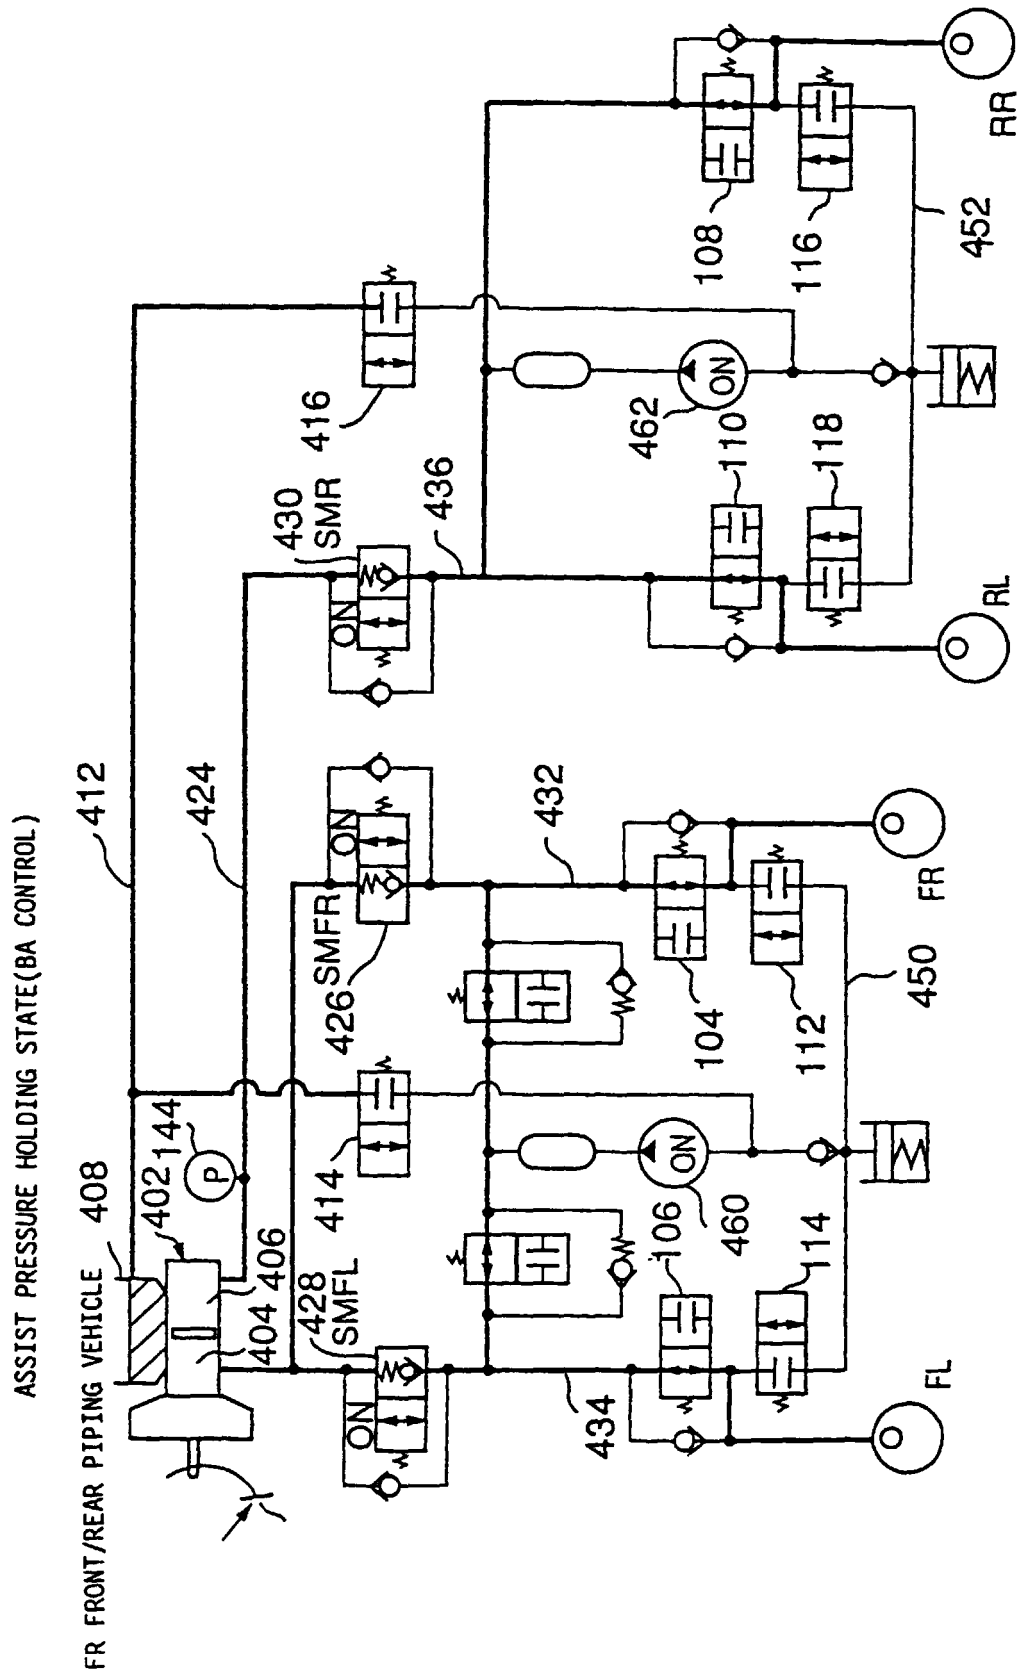 ASSIST PRESSURE HOLDING STATE(BA CONTROL)
FR FRONT/REAR PIPING VEHICLE
408
402
144
P
412
424
404
406
428
SMFL
ON
414
426
SMFR
ON
430
SMR
ON
416
436
434
432
106
460
ON
104
110
462
ON
108
114
112
118
116
450
452
FL
FR
RL
RR